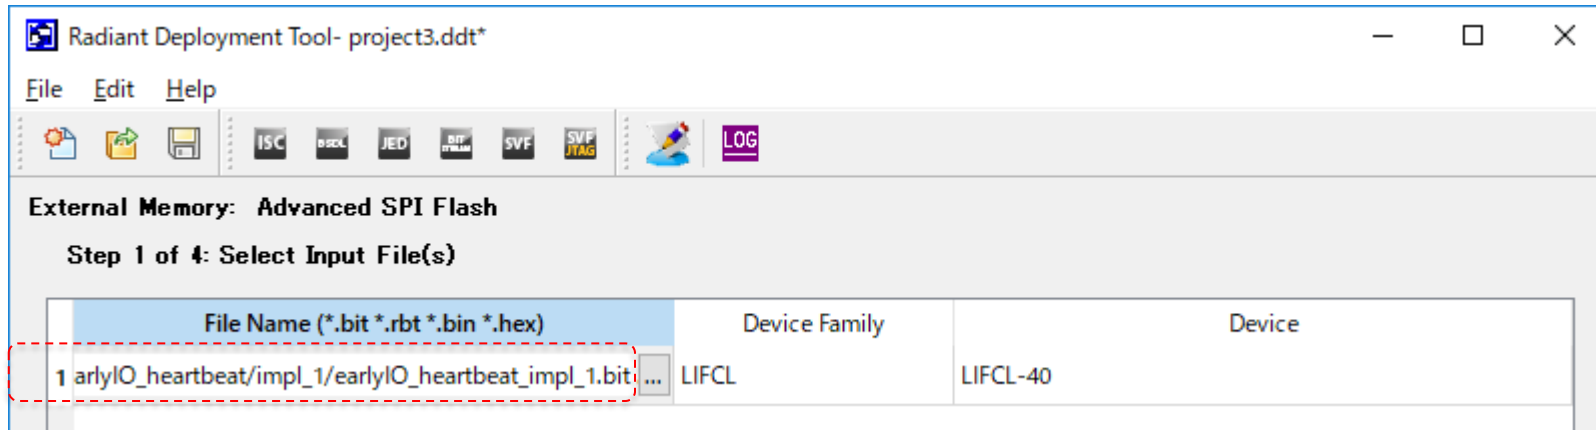 Radiant Deployment Tool- project3.ddt*
File Edit Help
ISC BSDL JED BIT STREAM SVF SVF JTAG LOG
External Memory: Advanced SPI Flash
Step 1 of 4: Select Input File(s)
File Name (*.bit *.rbt *.bin *.hex) Device Family Device
1 arlyIO_heartbeat/impl_1/earlyIO_heartbeat_impl_1.bit ... LIFCL LIFCL-40